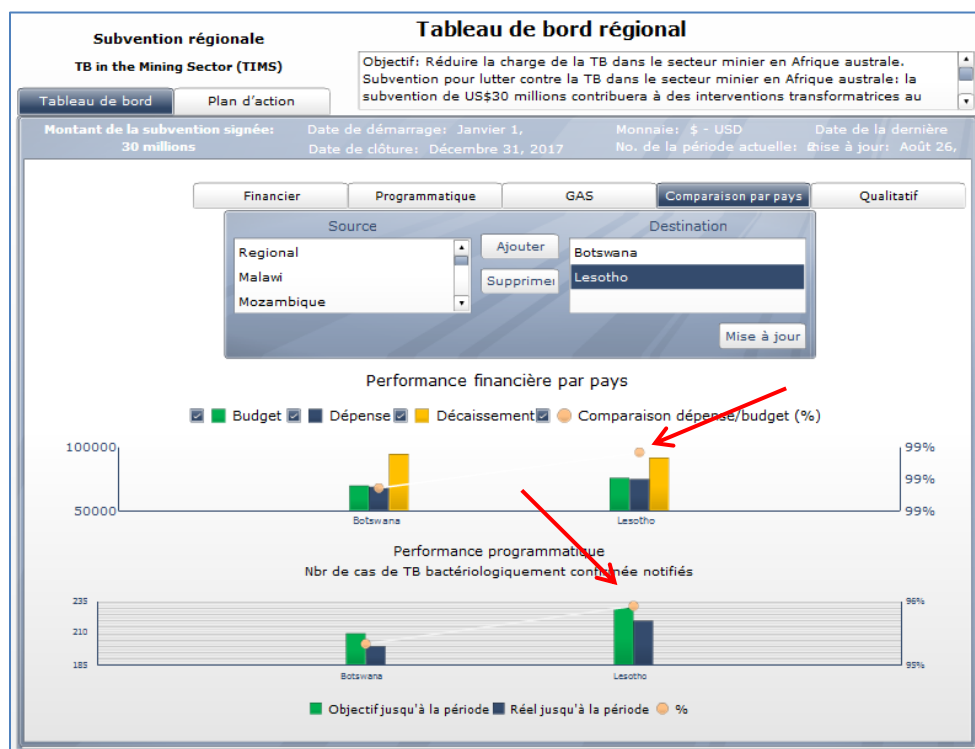 Tableau de bord régional
Subvention régionale
TB in the Mining Sector (TIMS)
Objectif: Réduire la charge de la TB dans le secteur minier en Afrique australe.
Subvention pour lutter contre la TB dans le secteur minier en Afrique australe: la
subvention de US$30 millions contribuera à des interventions transformatrices au
Tableau de bord
Plan d'action
Montant de la subvention signée:
30 millions
Date de démarrage: Janvier 1,
Date de clôture: Décembre 31, 2017
Monnaie: $ - USD
No. de la période actuelle:
Date de la dernière
mise à jour: Août 26,
Financier
Programmatique
GAS
Comparaison par pays
Qualitatif
Source
Destination
Regional
Malawi
Mozambique
Ajouter
Supprimer
Botswana
Lesotho
Mise à jour
Performance financière par pays
Budget Dépense Décaissement Comparaison dépense/budget (%)
100000
50000
99%
99%
99%
Botswana
Lesotho
Performance programmatique
Nbr de cas de TB bactériologiquement confirmée notifiés
235
210
185
96%
95%
Botswana
Lesotho
Objectif jusqu'à la période Réel jusqu'à la période %